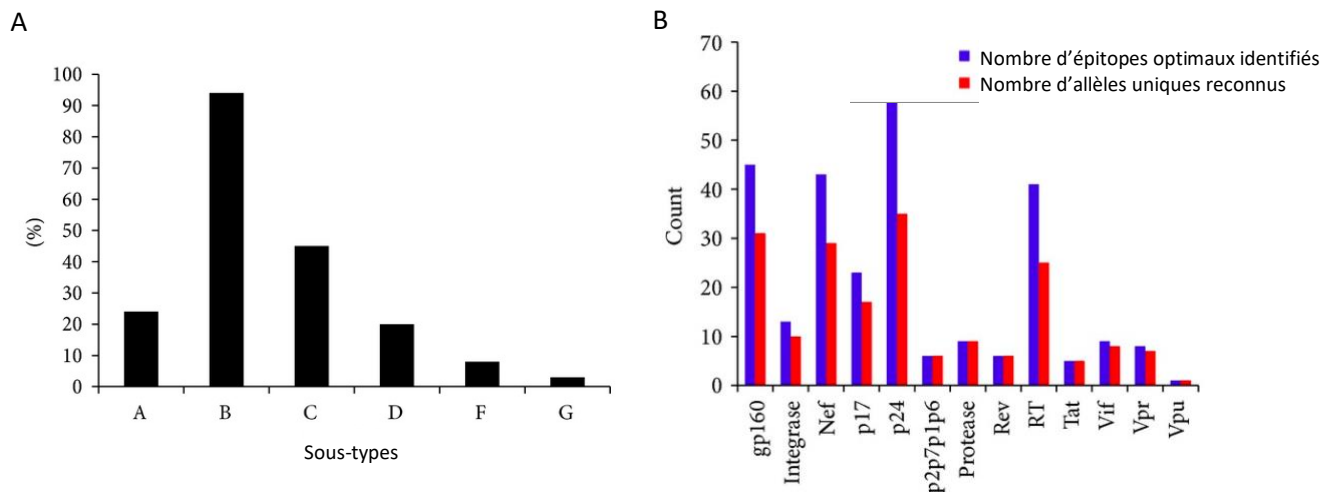 A
(%)
100
90
80
70
60
50
40
30
20
10
0
A B C D F G
Sous-types
B
Count
70
60
50
40
30
20
10
0
Nombre d’épitopes optimaux identifiés
Nombre d’allèles uniques reconnus
gp160
Integrase
Nef
p17
p24
p2p7p1p6
Protease
Rev
RT
Tat
Vif
Vpr
Vpu